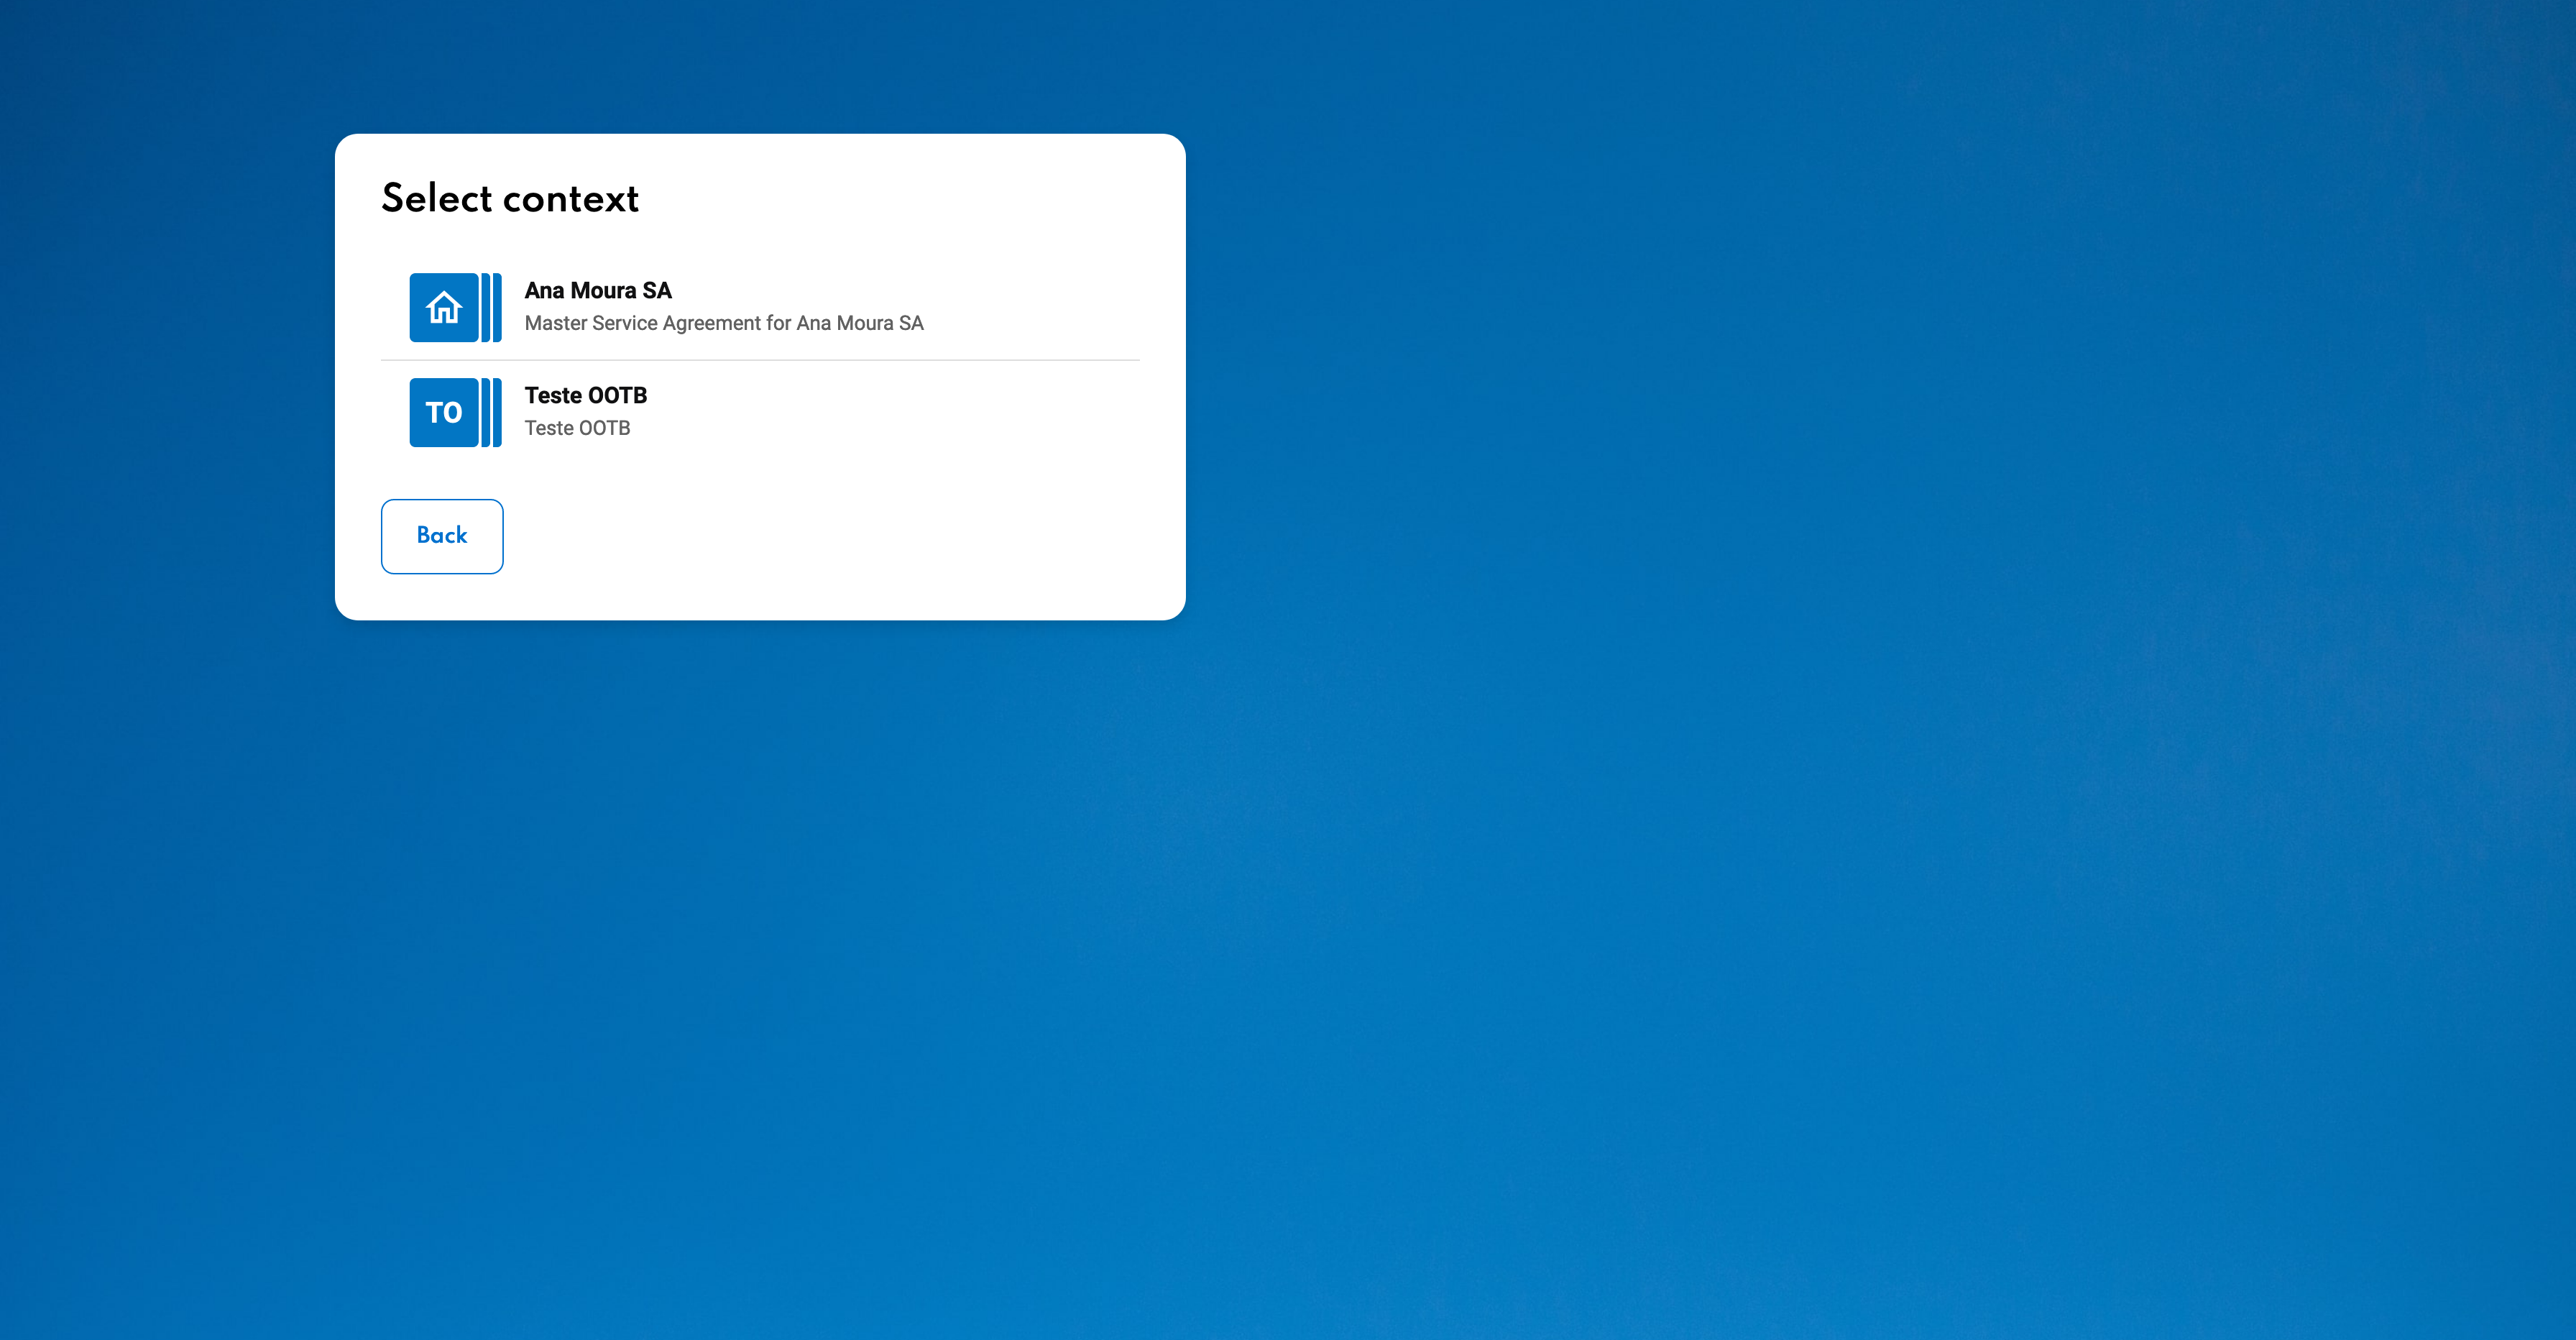 Select context
Ana Moura SA
Master Service Agreement for Ana Moura SA
TO
Teste OOTB
Teste OOTB
Back